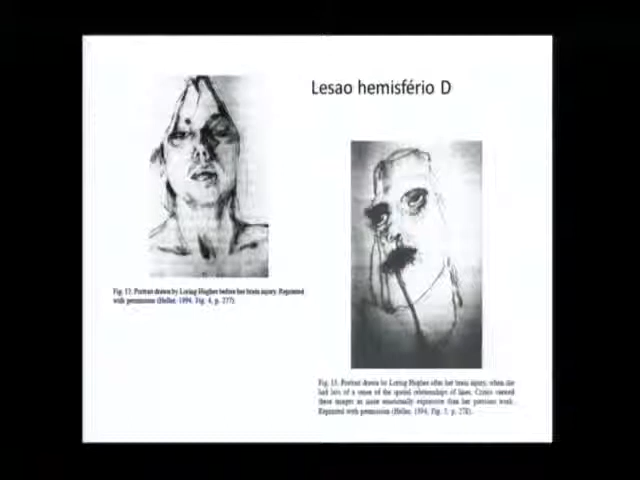 Lesao hemisfério D
Fig. 12. Portrait drawn by Loring Hughes before her brain injury. Reprinted
with permission (Heller, 1994, Fig. 4, p. 277).
Fig. 13. Portrait drawn by Loring Hughes after her brain injury, when she
had lost of a sense of the spatial relationships of lines. Critics viewed
these images as more emotionally expressive than her previous work.
Reprinted with permission (Heller, 1994, Fig. 5, p. 278).